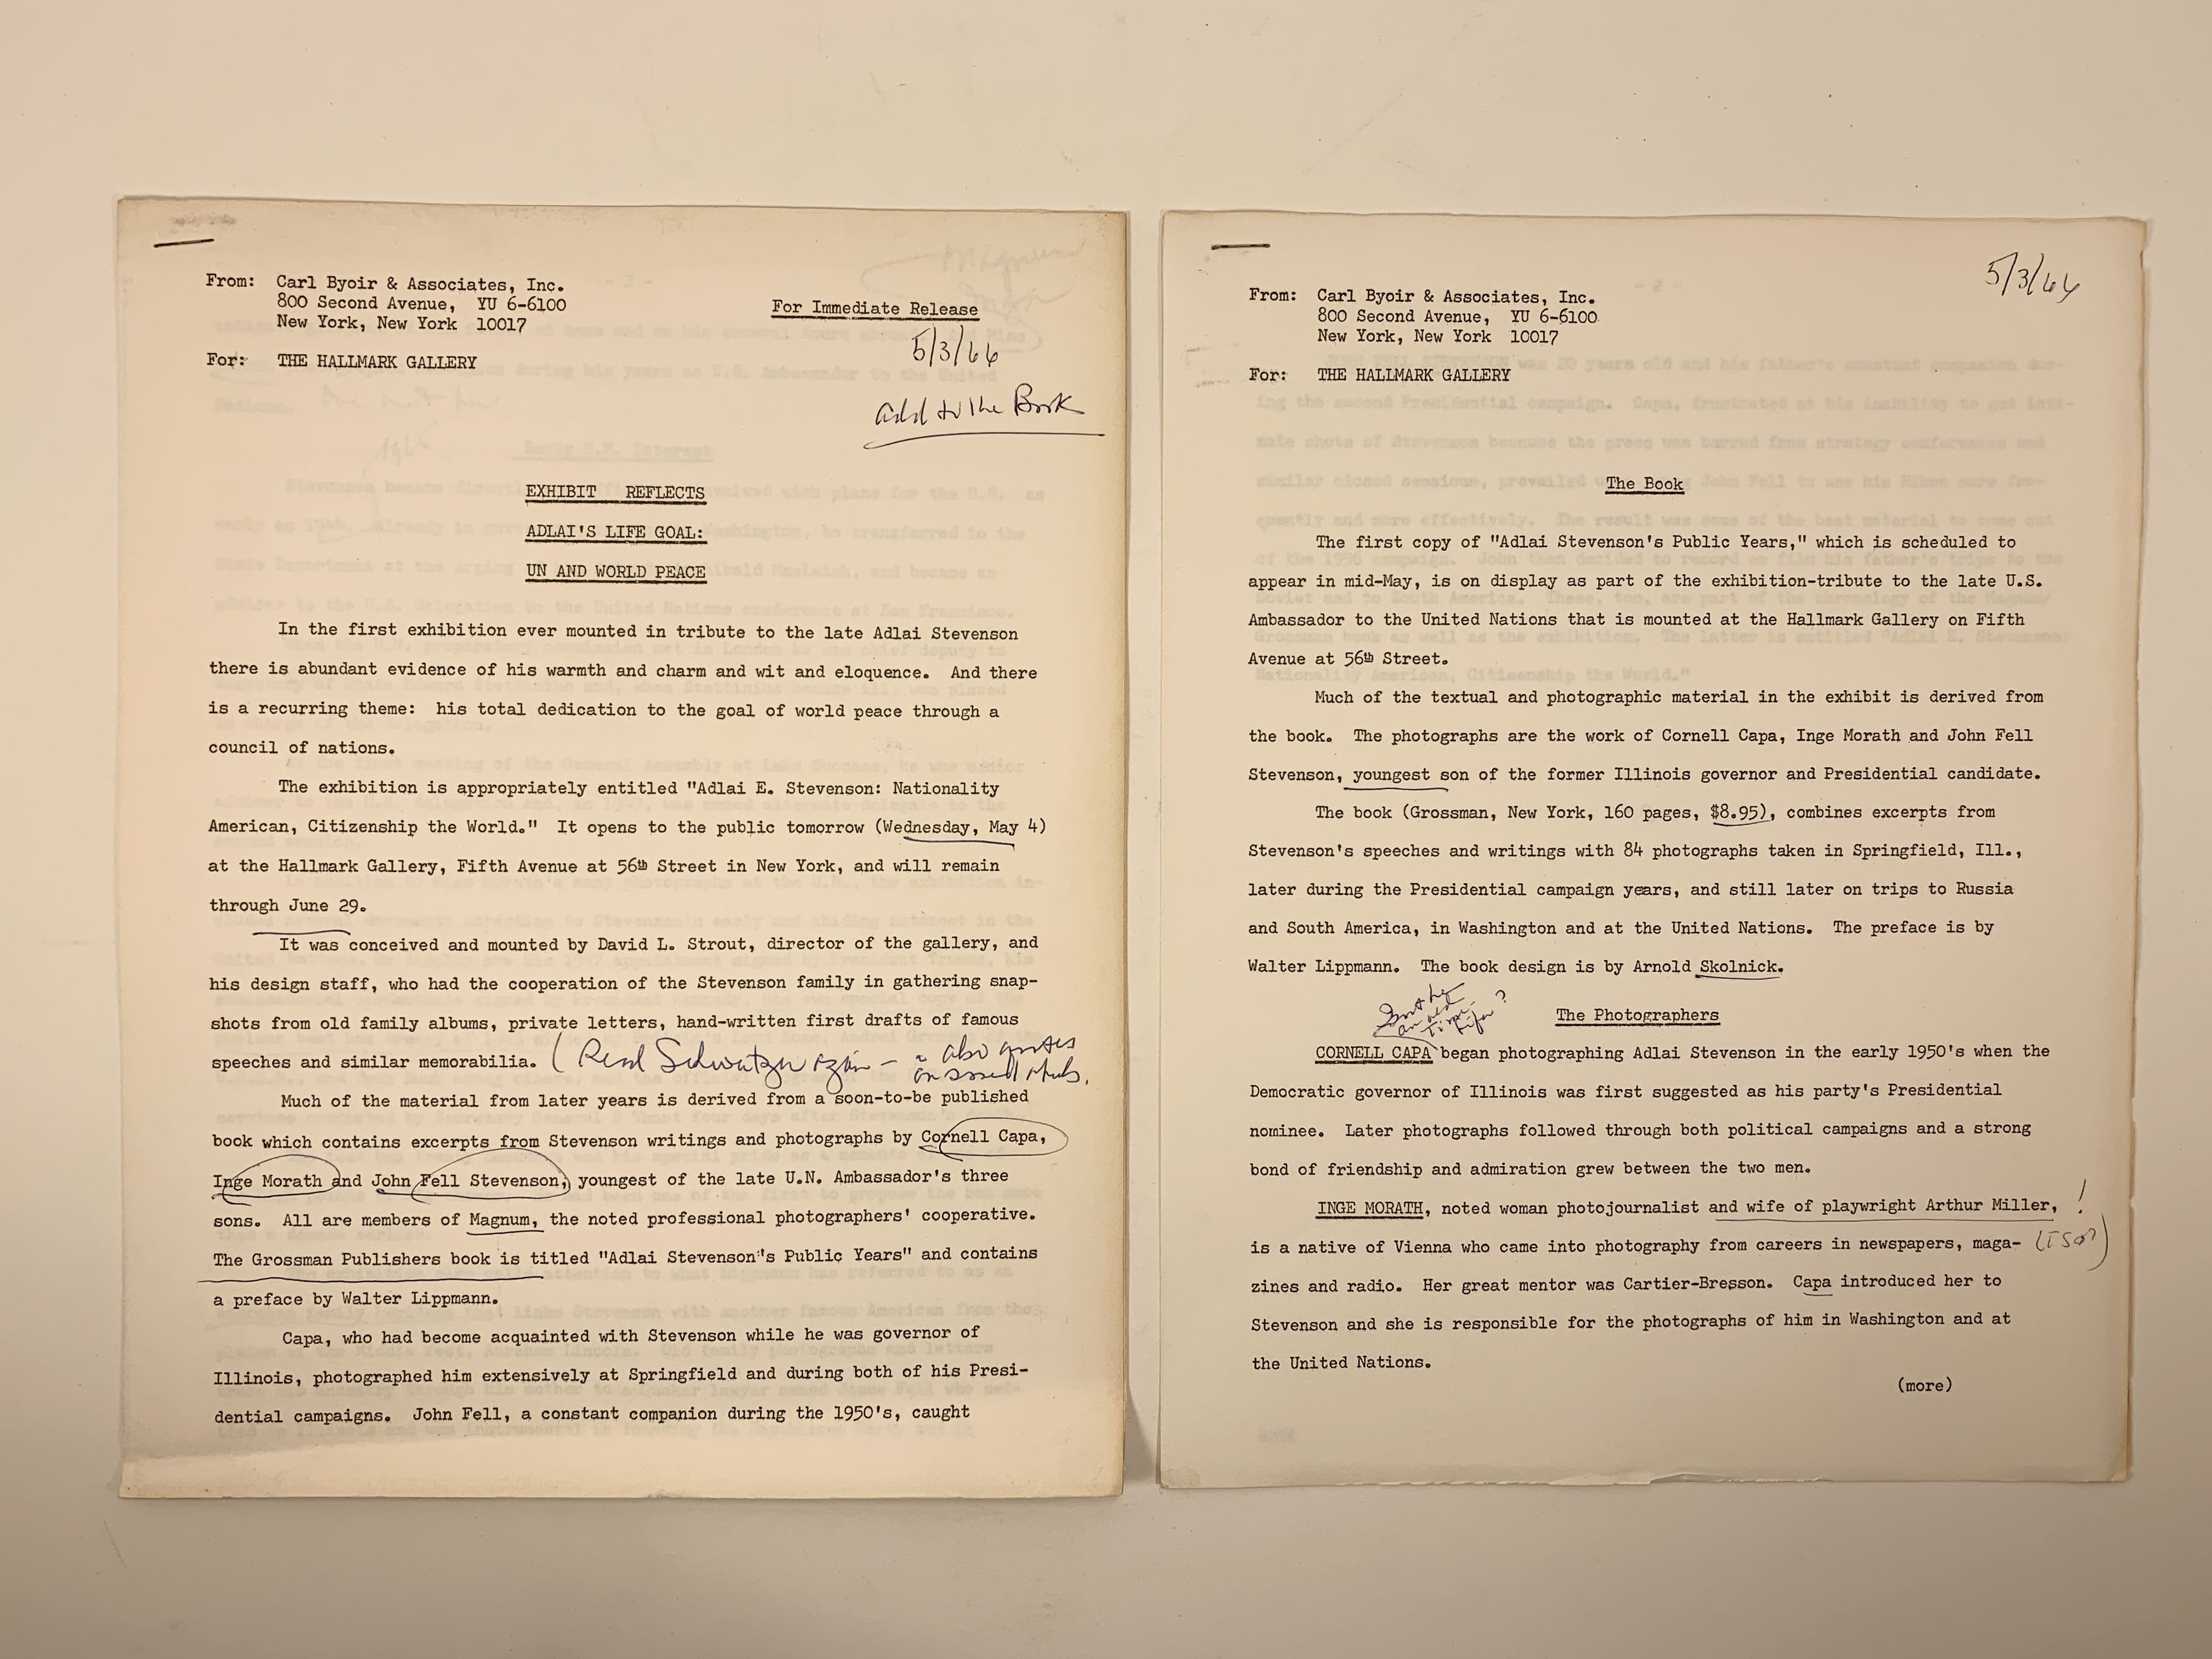 From: Carl Byoir & Associates, Inc.
800 Second Avenue, YU 6-6100
New York, New York 10017
For Immediate Release
5/3/66
For: THE HALLMARK GALLERY
add to the Book
EXHIBIT REFLECTS
ADLAI'S LIFE GOAL:
UN AND WORLD PEACE
In the first exhibition ever mounted in tribute to the late Adlai Stevenson
there is abundant evidence of his warmth and charm and wit and eloquence. And there
is a recurring theme: his total dedication to the goal of world peace through a
council of nations.
The exhibition is appropriately entitled "Adlai E. Stevenson: Nationality
American, Citizenship the World." It opens to the public tomorrow (Wednesday, May 4)
at the Hallmark Gallery, Fifth Avenue at 56th Street in New York, and will remain
through June 29.
It was conceived and mounted by David L. Strout, director of the gallery, and
his design staff, who had the cooperation of the Stevenson family in gathering snap-
shots from old family albums, private letters, hand-written first drafts of famous
speeches and similar memorabilia. (Read
also quotes
Much of the material from later years is derived from a soon-to-be published
book which contains excerpts from Stevenson writings and photographs by Cornell Capa,
Inge Morath and John Fell Stevenson, youngest of the late U.N. Ambassador's three
sons. All are members of Magnum, the noted professional photographers' cooperative.
The Grossman Publishers book is titled "Adlai Stevenson's Public Years" and contains
a preface by Walter Lippmann.
Capa, who had become acquainted with Stevenson while he was governor of
Illinois, photographed him extensively at Springfield and during both of his Presi-
dential campaigns. John Fell, a constant companion during the 1950's, caught
5/3/66
From: Carl Byoir & Associates, Inc.
800 Second Avenue, YU 6-6100
New York, New York 10017
For: THE HALLMARK GALLERY
The Book
The first copy of "Adlai Stevenson's Public Years," which is scheduled to
appear in mid-May, is on display as part of the exhibition-tribute to the late U.S.
Ambassador to the United Nations that is mounted at the Hallmark Gallery on Fifth
Avenue at 56th Street.
Much of the textual and photographic material in the exhibit is derived from
the book. The photographs are the work of Cornell Capa, Inge Morath and John Fell
Stevenson, youngest son of the former Illinois governor and Presidential candidate.
The book (Grossman, New York, 160 pages, $8.95), combines excerpts from
Stevenson's speeches and writings with 84 photographs taken in Springfield, Ill.,
later during the Presidential campaign years, and still later on trips to Russia
and South America, in Washington and at the United Nations. The preface is by
Walter Lippmann. The book design is by Arnold Skolnick.
The Photographers
CORNELL CAPA began photographing Adlai Stevenson in the early 1950's when the
Democratic governor of Illinois was first suggested as his party's Presidential
nominee. Later photographs followed through both political campaigns and a strong
bond of friendship and admiration grew between the two men.
INGE MORATH, noted woman photojournalist and wife of playwright Arthur Miller, !
is a native of Vienna who came into photography from careers in newspapers, maga-
zines and radio. Her great mentor was Cartier-Bresson. Capa introduced her to
Stevenson and she is responsible for the photographs of him in Washington and at
the United Nations.
(more)